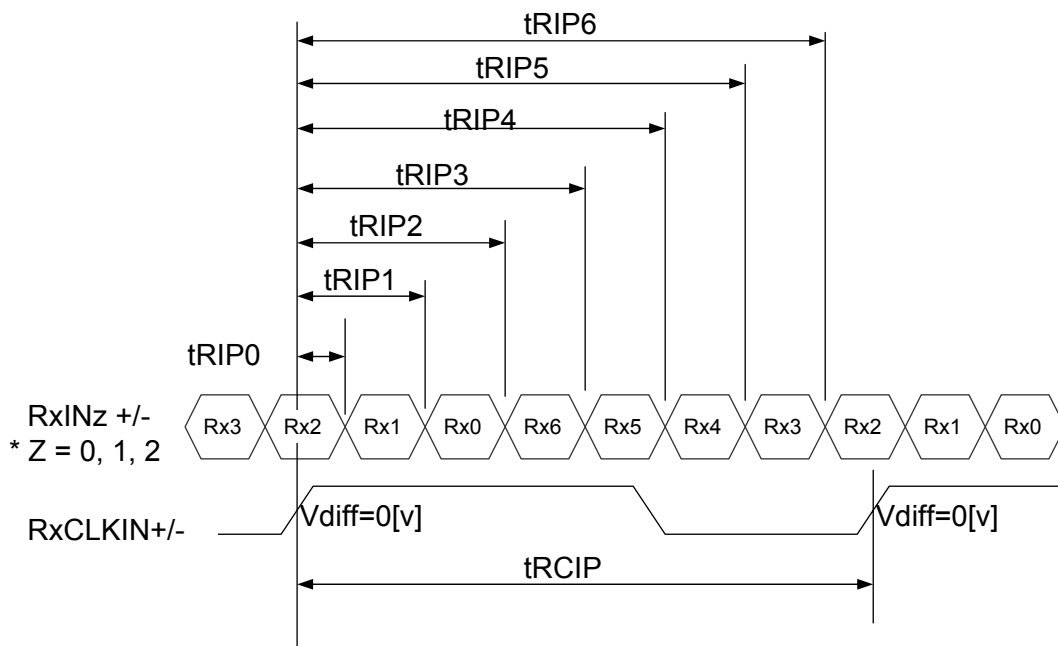 tRIP6
tRIP5
tRIP4
tRIP3
tRIP2
tRIP1
tRIP0
RxINz +/-
* Z = 0, 1, 2
Rx3 Rx2 Rx1 Rx0 Rx6 Rx5 Rx4 Rx3 Rx2 Rx1 Rx0
RxCLKIN+/-
Vdiff=0[v] Vdiff=0[v]
tRCIP